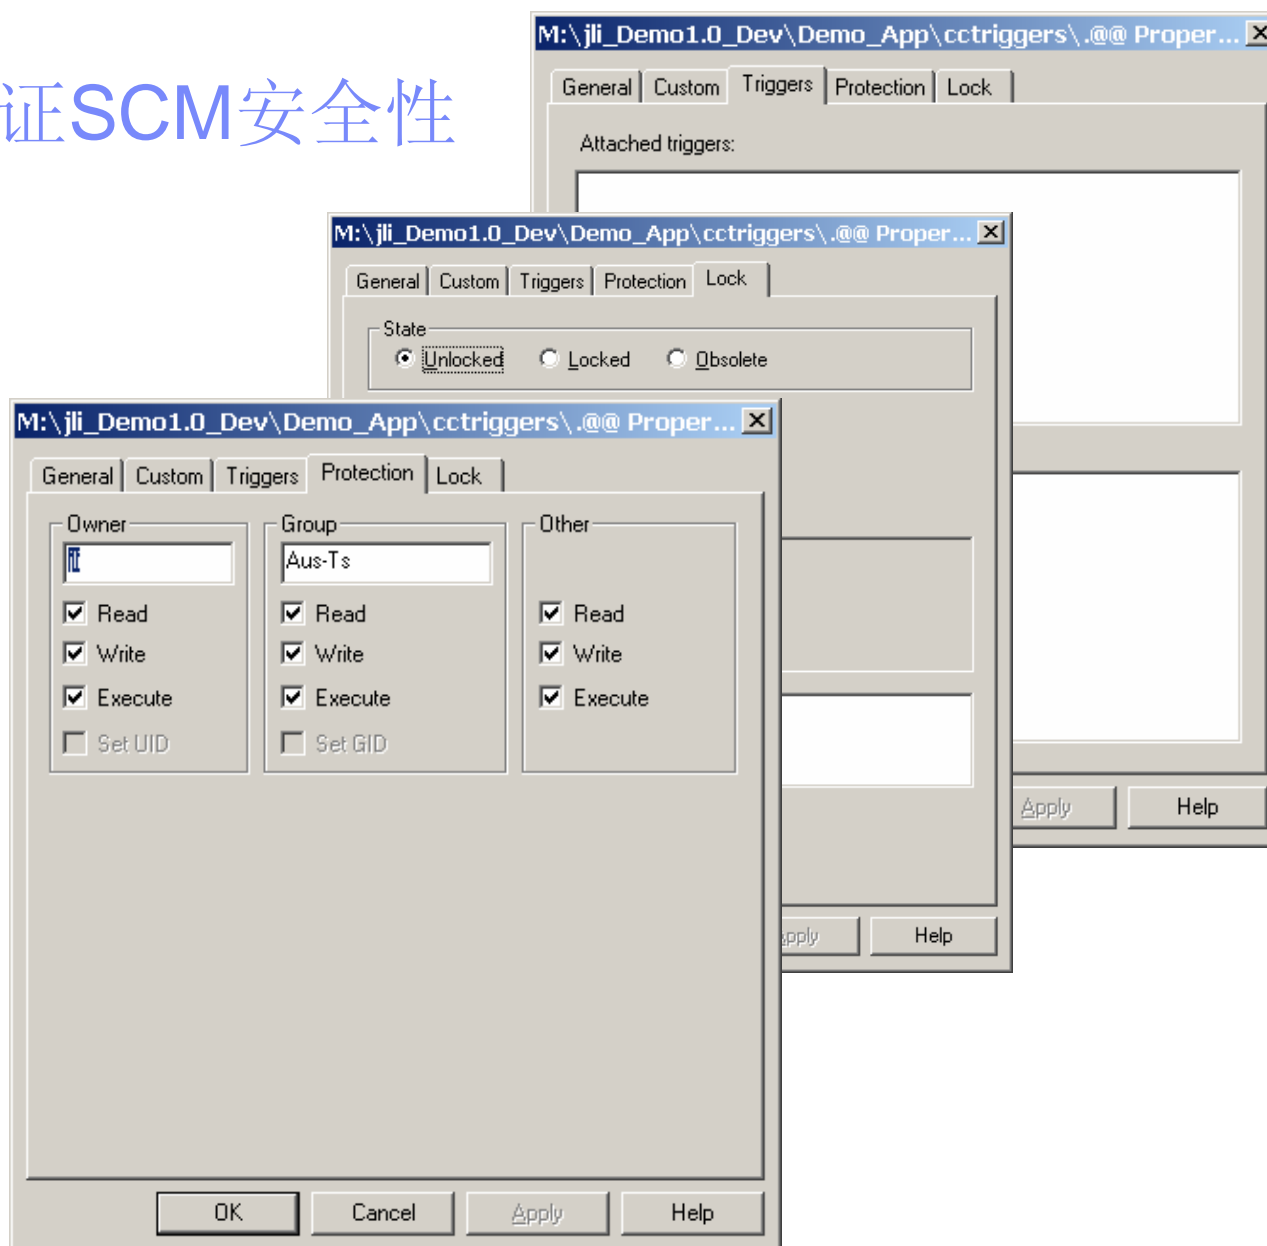 证SCM安全性
M:\jli_Demo1.0_Dev\Demo_App\cctriggers\.@@ Proper...
General Custom Triggers Protection Lock
Attached triggers:
Apply Help
M:\jli_Demo1.0_Dev\Demo_App\cctriggers\.@@ Proper...
General Custom Triggers Protection Lock
State
Unlocked Locked Obsolete
Apply Help
M:\jli_Demo1.0_Dev\Demo_App\cctriggers\.@@ Proper...
General Custom Triggers Protection Lock
Owner Group Other
Aus-Ts
Read Read Read
Write Write Write
Execute Execute Execute
Set UID Set GID
OK Cancel Apply Help